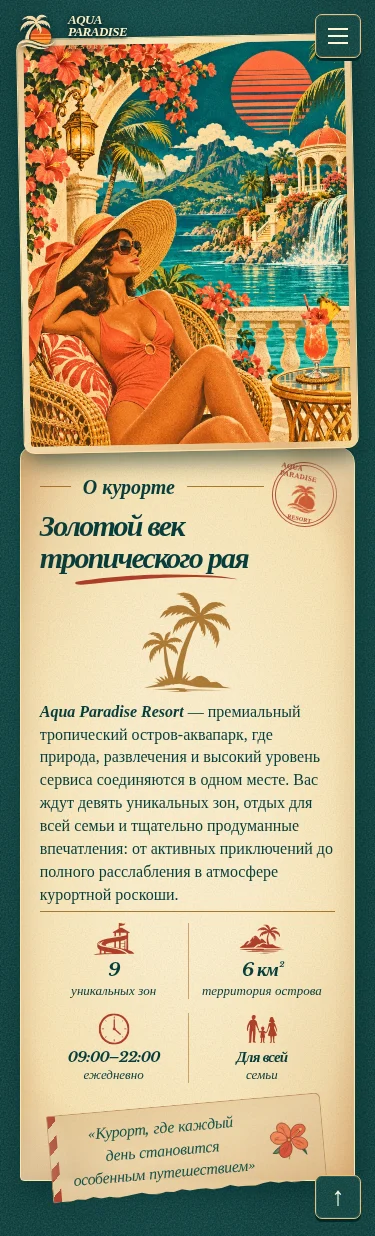 AQUA
PARADISE
RESORT
О курорте
AQUA
PARADISE
RESORT
Золотой век
тропического рая
Aqua Paradise Resort — премиальный
тропический остров-аквапарк, где
природа, развлечения и высокий уровень
сервиса соединяются в одном месте. Вас
ждут девять уникальных зон, отдых для
всей семьи и тщательно продуманные
впечатления: от активных приключений до
полного расслабления в атмосфере
курортной роскоши.
9
уникальных зон
6 км²
территория острова
09:00–22:00
ежедневно
Для всей
семьи
«Курорт, где каждый
день становится
особенным путешествием»
↑